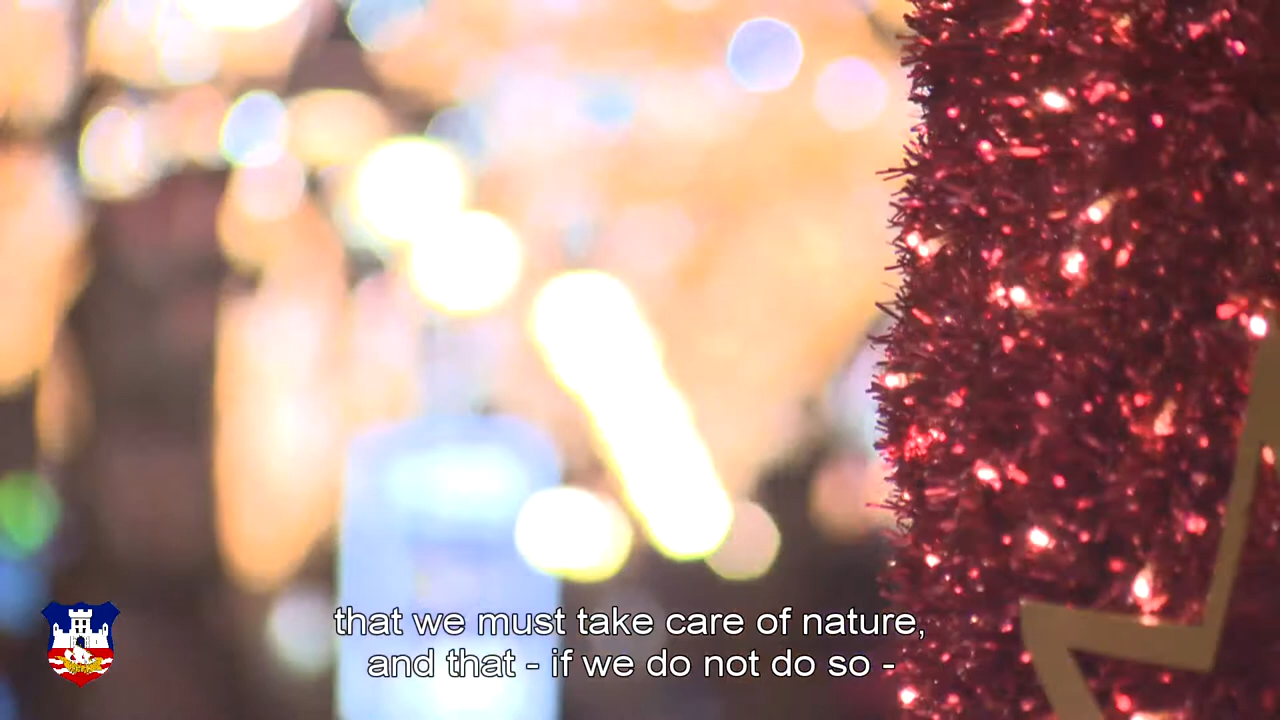 that we must take care of nature,
and that - if we do not do so -